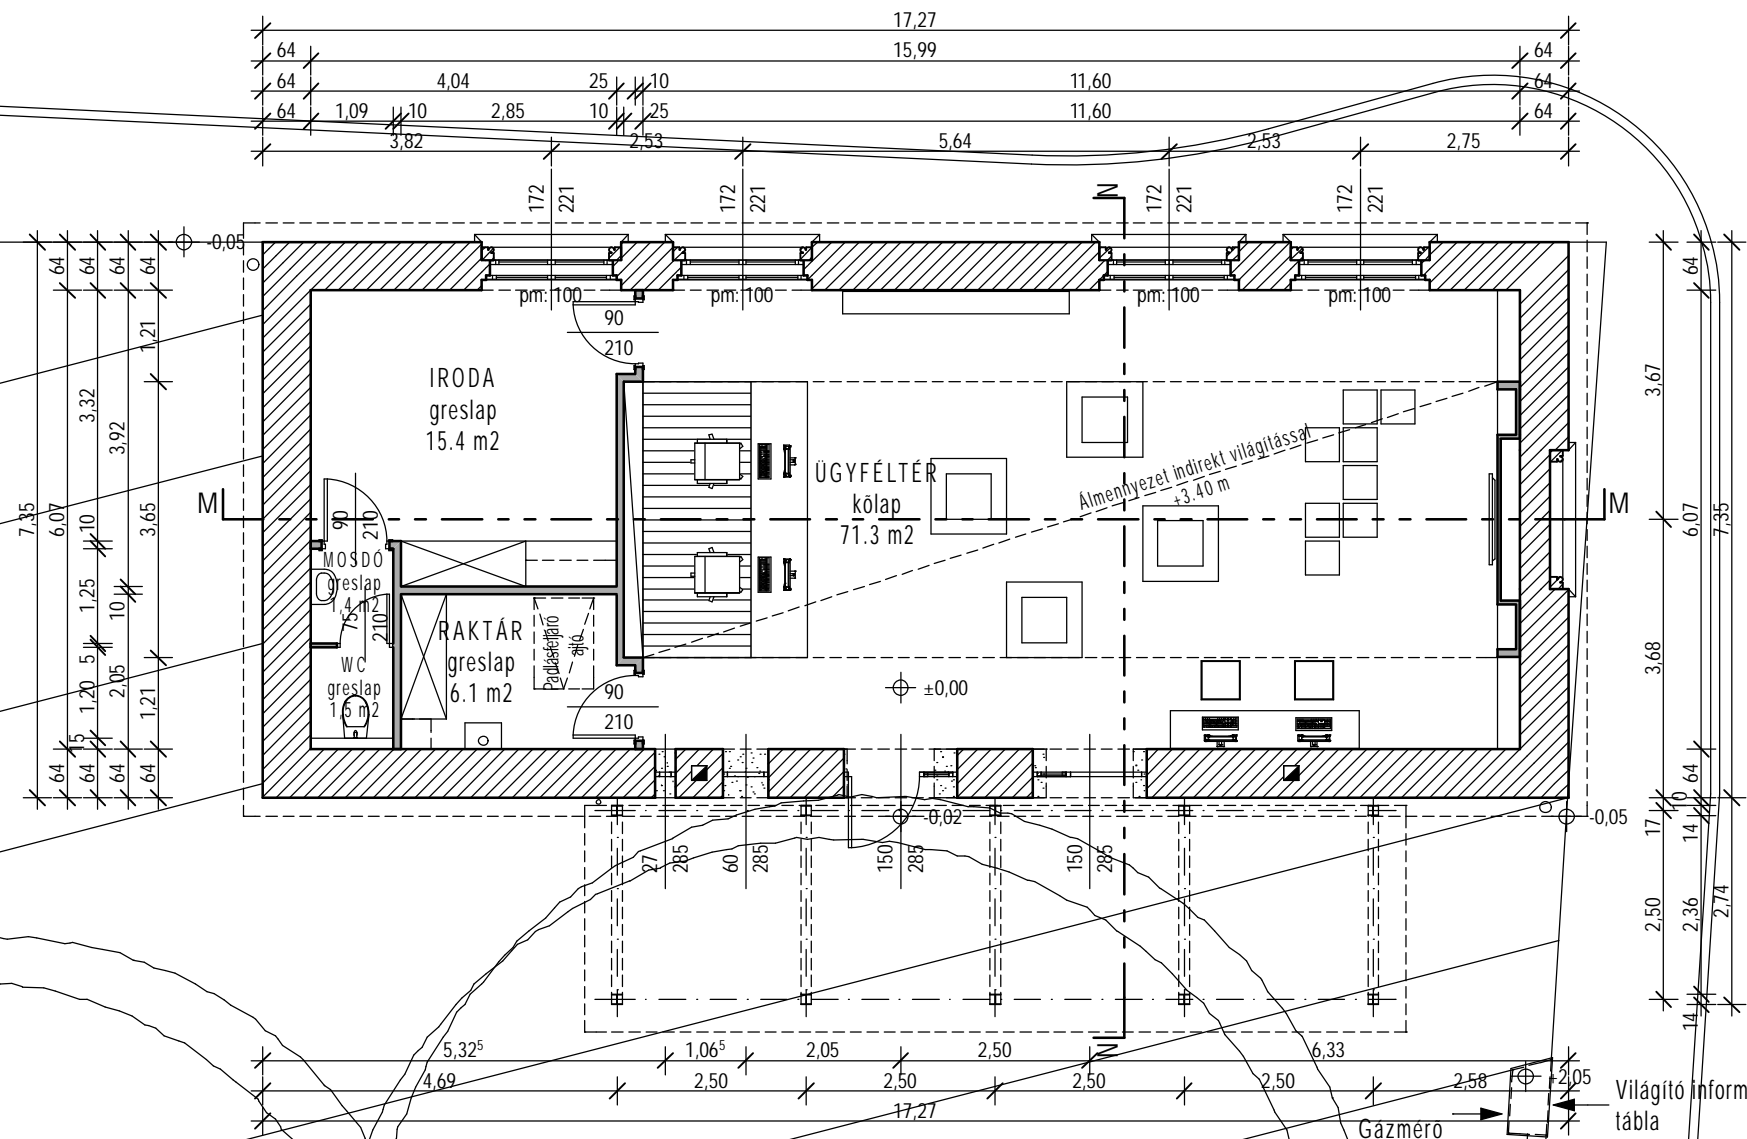 17,27
64 15,99 64
64 4,04 25 10 11,60 64
64 1,09 10 2,85 10 25 11,60 64
3,82 2,53 5,64 2,53 2,75
172 221 172 221 172 221 172 221
N
-0,05
64 64 64 64 64
pm: 100 pm: 100 pm: 100 pm: 100
90
210
IRODA
greslap
15.4 m2
7,35
6,07
3,32
10
1,25
5
1,20
15
64
64
64
3,92
10
2,05
64
1,21
3,65
1,21
64
M
90
210
MOSDÓ
greslap
1,4 m2
75
210
WC
greslap
1,5 m2
RAKTÁR
greslap
6.1 m2
Padlásfeljáró
ajtó
90
210
ÜGYFÉLTÉR
kőlap
71.3 m2
Álmennyezet indirekt világítással
+3.40 m
±0,00
M
64
3,67
6,07
7,35
3,68
64
10
17
14
2,50
2,36
2,74
14
-0,02
-0,05
27 285 60 285 150 285 150 285
N
5,32⁵ 1,06⁵ 2,05 2,50 6,33
4,69 2,50 2,50 2,50 2,50 2,58
17,27
+2,05
Világító inform
tábla
Gázmérő